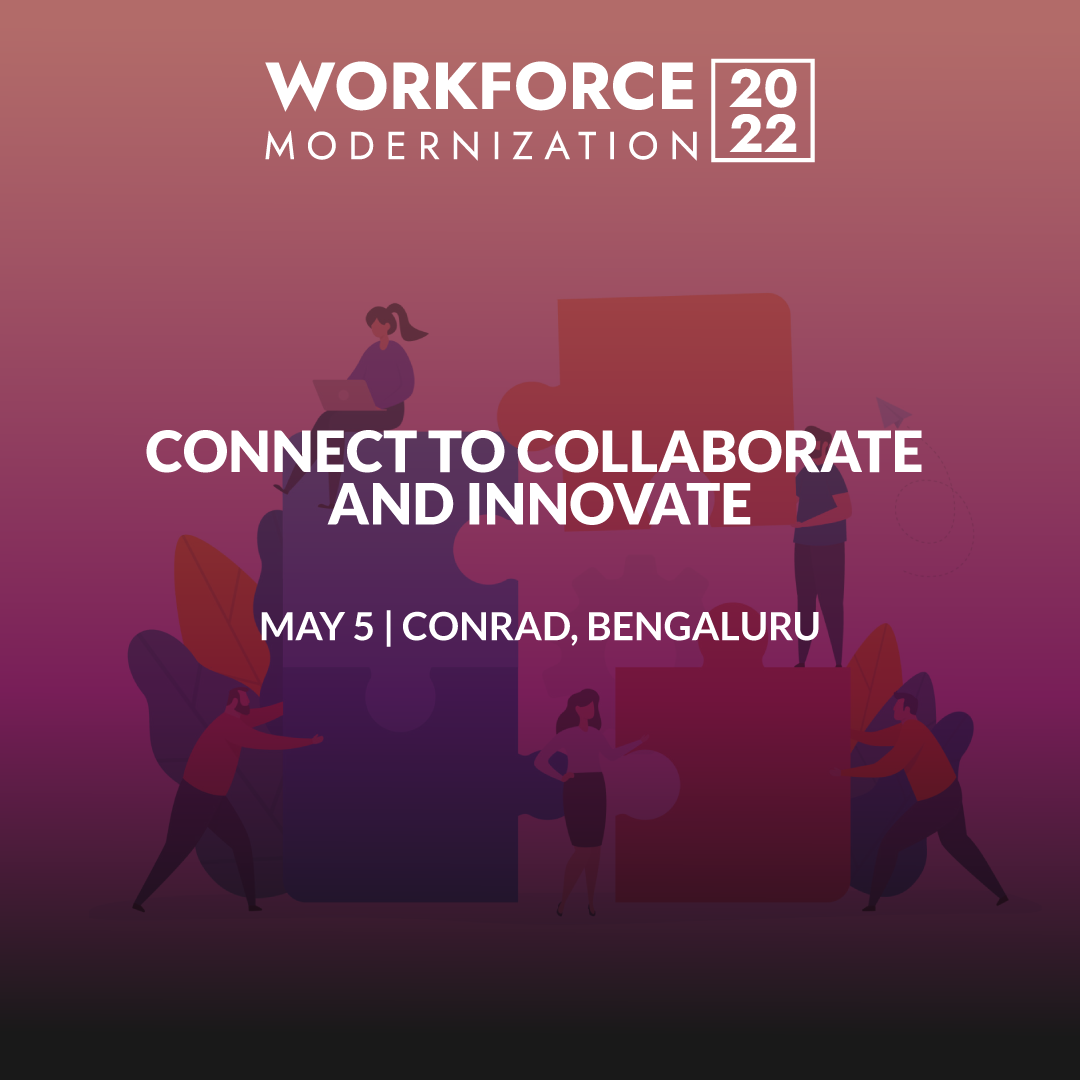 WORKFORCE
MODERNIZATION
20
22
CONNECT TO COLLABORATE
AND INNOVATE
MAY 5 | CONRAD, BENGALURU